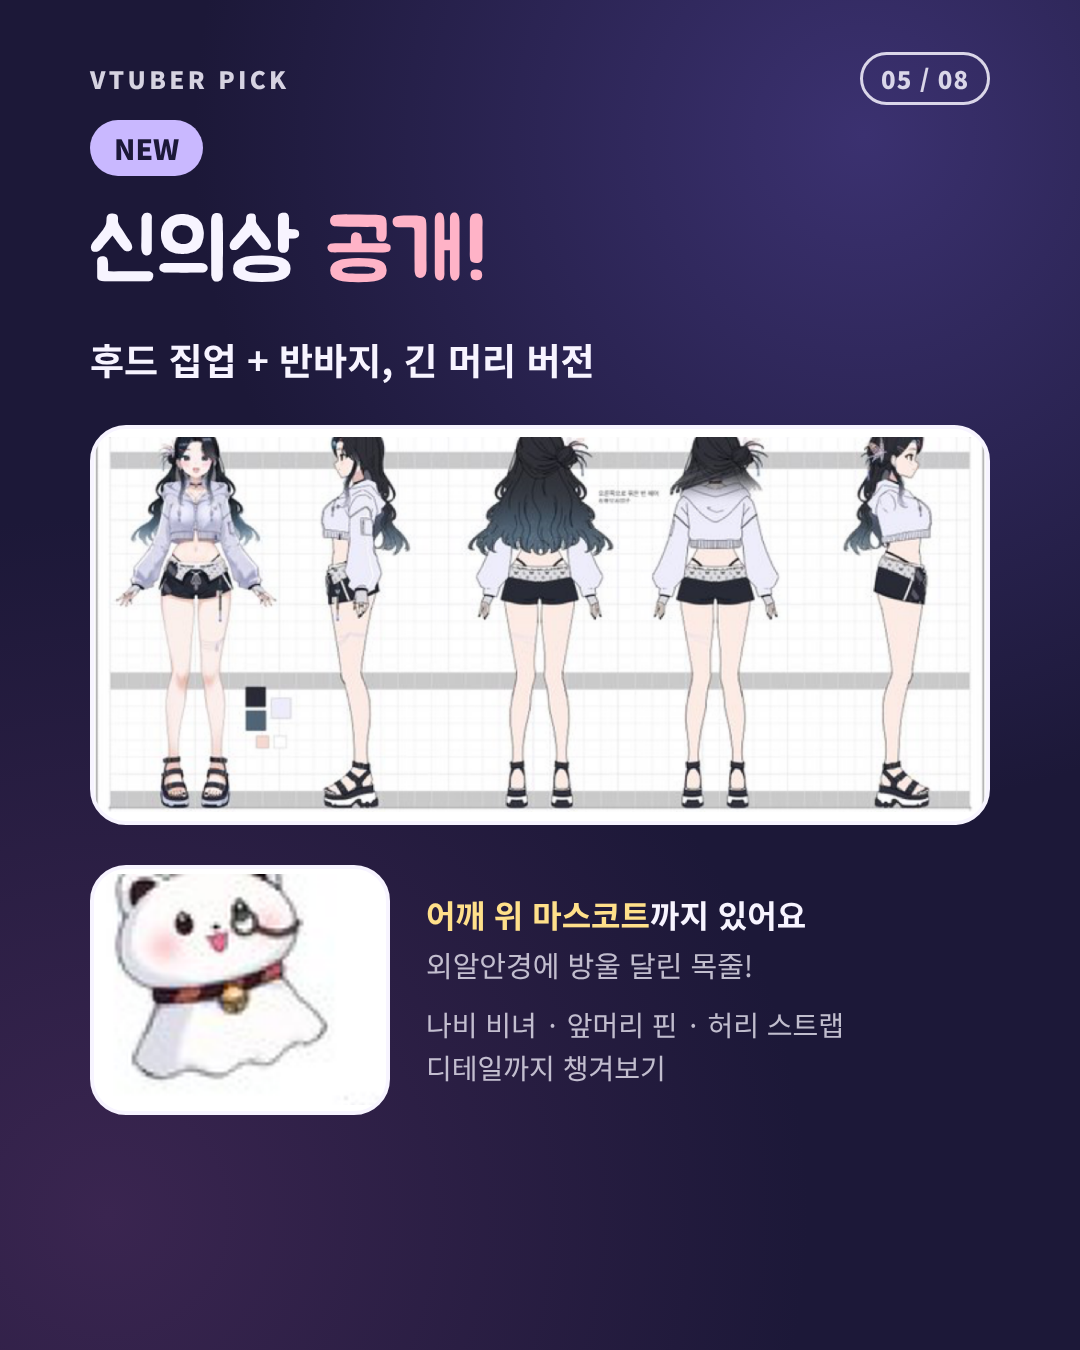 VTUBER PICK
05 / 08
NEW
신의상 공개!
후드 집업 + 반바지, 긴 머리 버전
어깨 위 마스코트까지 있어요
외알안경에 방울 달린 목줄!
나비 비녀 · 앞머리 핀 · 허리 스트랩
디테일까지 챙겨보기